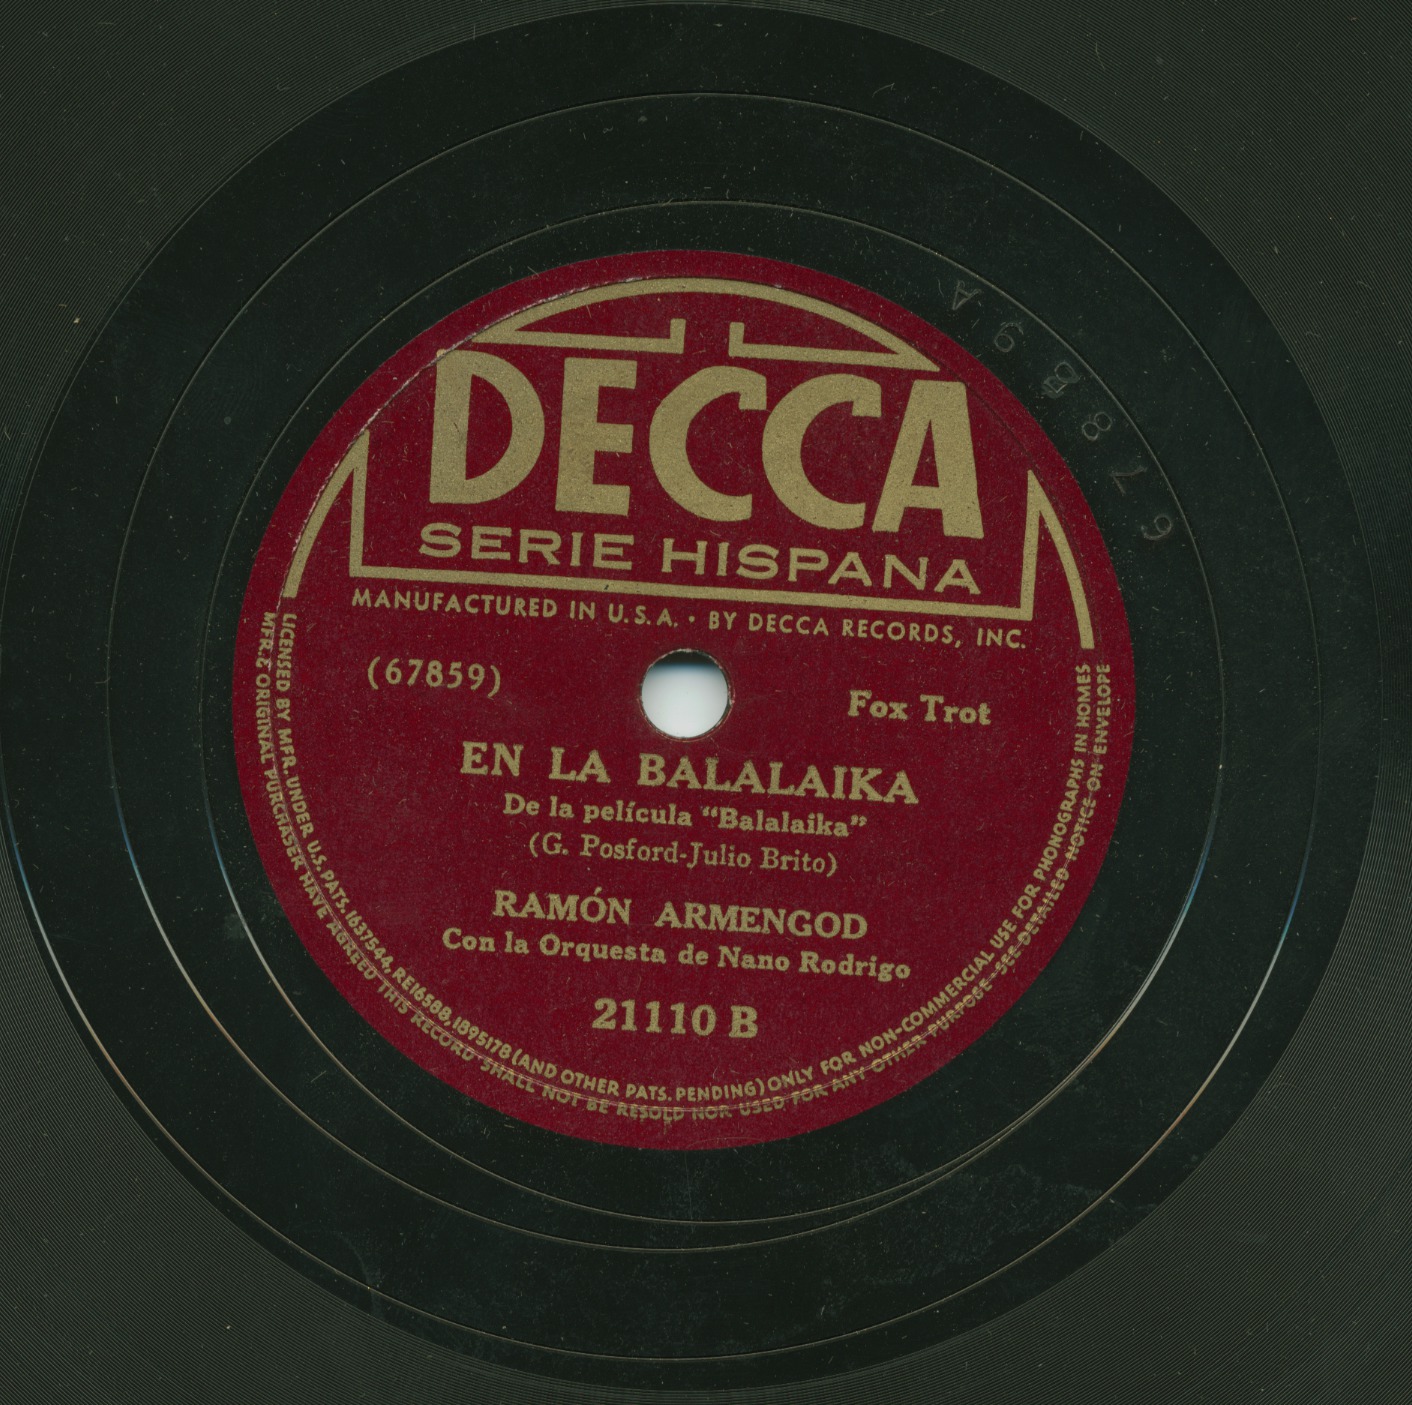 DECCA
SERIE HISPANA
MANUFACTURED IN U.S.A. • BY DECCA RECORDS, INC.
(67859)
Fox Trot
EN LA BALALAIKA
De la película "Balalaika"
(G. Posford-Julio Brito)
RAMÓN ARMENGOD
Con la Orquesta de Nano Rodrigo
21110 B
LICENSED BY MFR. UNDER U.S. PATS. 1637544, RE16588, 1895178 (AND OTHER PATS. PENDING) ONLY FOR NON-COMMERCIAL USE FOR PHONOGRAPHS IN HOMES
MFR. & ORIGINAL PURCHASER HAVE AGREED THIS RECORD SHALL NOT BE RESOLD NOR USED FOR ANY OTHER PURPOSE-SEE DETAILED NOTICE ON ENVELOPE